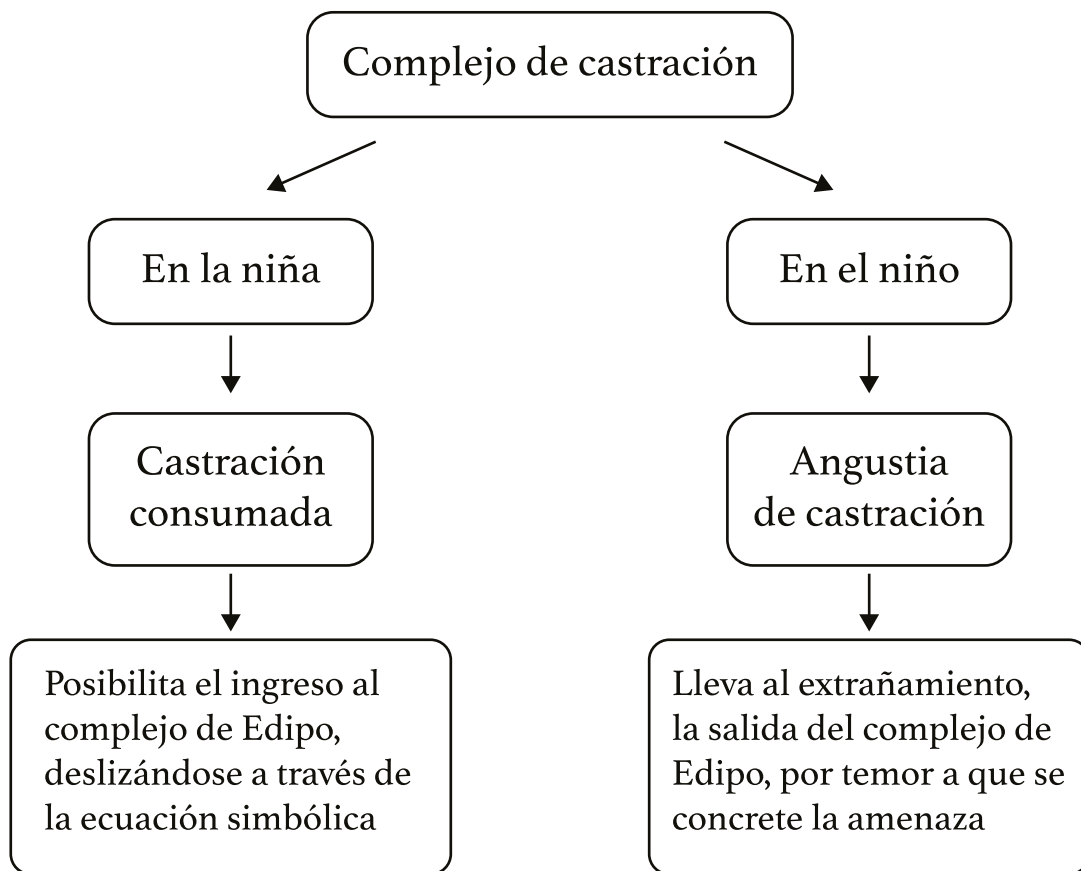 Complejo de castración
En la niña
En el niño
Castración
consumada
Angustia
de castración
Posibilita el ingreso al
complejo de Edipo,
deslizándose a través de
la ecuación simbólica
Lleva al extrañamiento,
la salida del complejo de
Edipo, por temor a que se
concrete la amenaza